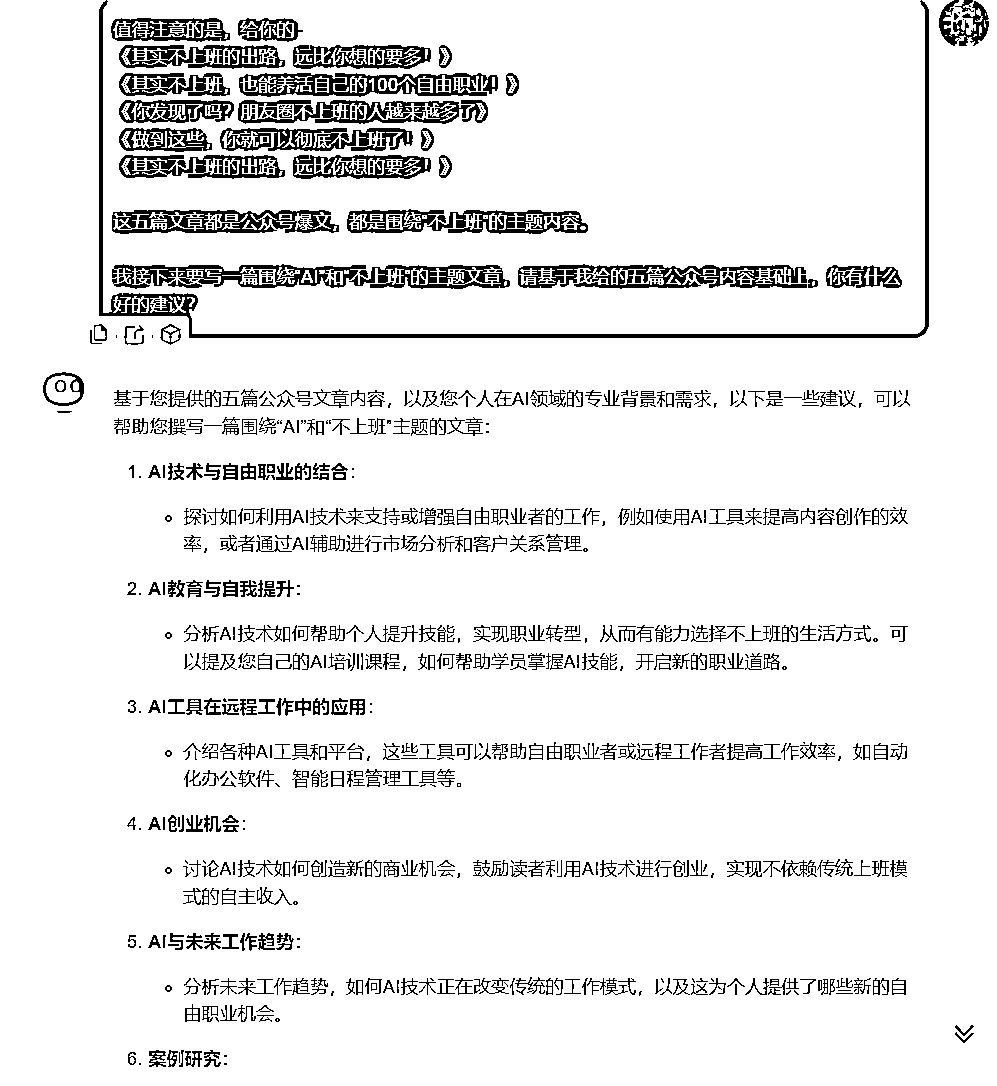 值得注意的是，给你的-
《其实不上班的出路，远比你想的要多！》
《其实不上班，也能养活自己的100个自由职业！》
《你发现了吗？朋友圈不上班的人越来越多了》
《做到这些，你就可以彻底不上班了！》
《其实不上班的出路，远比你想的要多！》
这五篇文章都是公众号爆文，都是围绕“不上班”的主题内容。
我接下来要写一篇围绕“AI”和“不上班”的主题文章，请基于我给的五篇公众号内容基础上，你有什么
好的建议？
基于您提供的五篇公众号文章内容，以及您个人在AI领域的专业背景和需求，以下是一些建议，可以
帮助您撰写一篇围绕“AI”和“不上班”主题的文章：
1. AI技术与自由职业的结合：
探讨如何利用AI技术来支持或增强自由职业者的工作，例如使用AI工具来提高内容创作的效
率，或者通过AI辅助进行市场分析和客户关系管理。
2. AI教育与自我提升：
分析AI技术如何帮助个人提升技能，实现职业转型，从而有能力选择不上班的生活方式。可
以提及您自己的AI培训课程，如何帮助学员掌握AI技能，开启新的职业道路。
3. AI工具在远程工作中的应用：
介绍各种AI工具和平台，这些工具可以帮助自由职业者或远程工作者提高工作效率，如自动
化办公软件、智能日程管理工具等。
4. AI创业机会：
讨论AI技术如何创造新的商业机会，鼓励读者利用AI技术进行创业，实现不依赖传统上班模
式的自主收入。
5. AI与未来工作趋势：
分析未来工作趋势，如何AI技术正在改变传统的工作模式，以及这为个人提供了哪些新的自
由职业机会。
6. 案例研究：